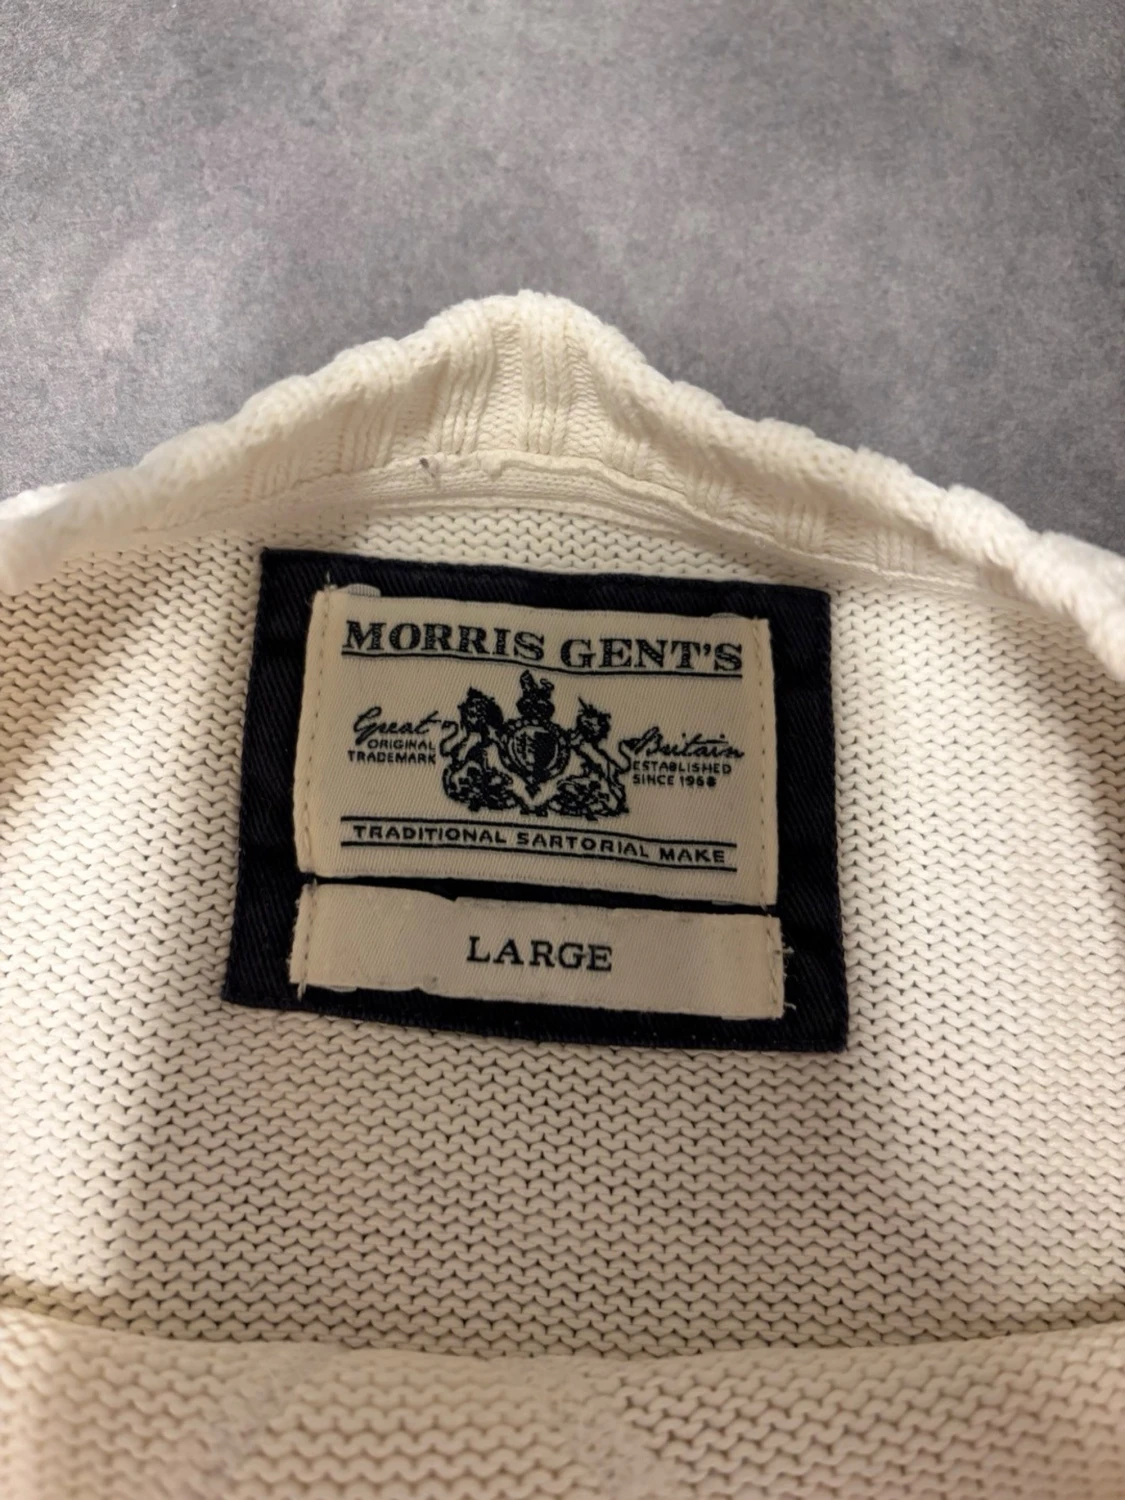 MORRIS GENT'S
Great
ORIGINAL
TRADEMARK
Britain
ESTABLISHED
SINCE 1968
TRADITIONAL SARTORIAL MAKE
LARGE